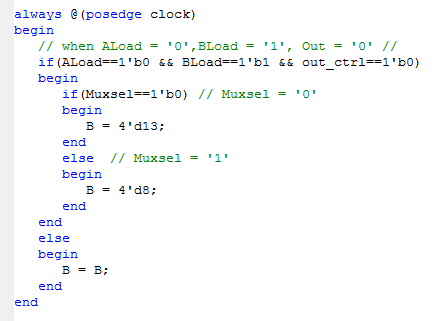 always @(posedge clock)
begin
   // when ALoad = '0',BLoad = '1', Out = '0' //
   if(ALoad==1'b0 && BLoad==1'b1 && out_ctrl==1'b0)
   begin
      if(Muxsel==1'b0) // Muxsel = '0'
      begin
         B = 4'd13;
      end
      else  // Muxsel = '1'
      begin
         B = 4'd8;
      end
   end
   else
   begin
      B = B;
   end
end